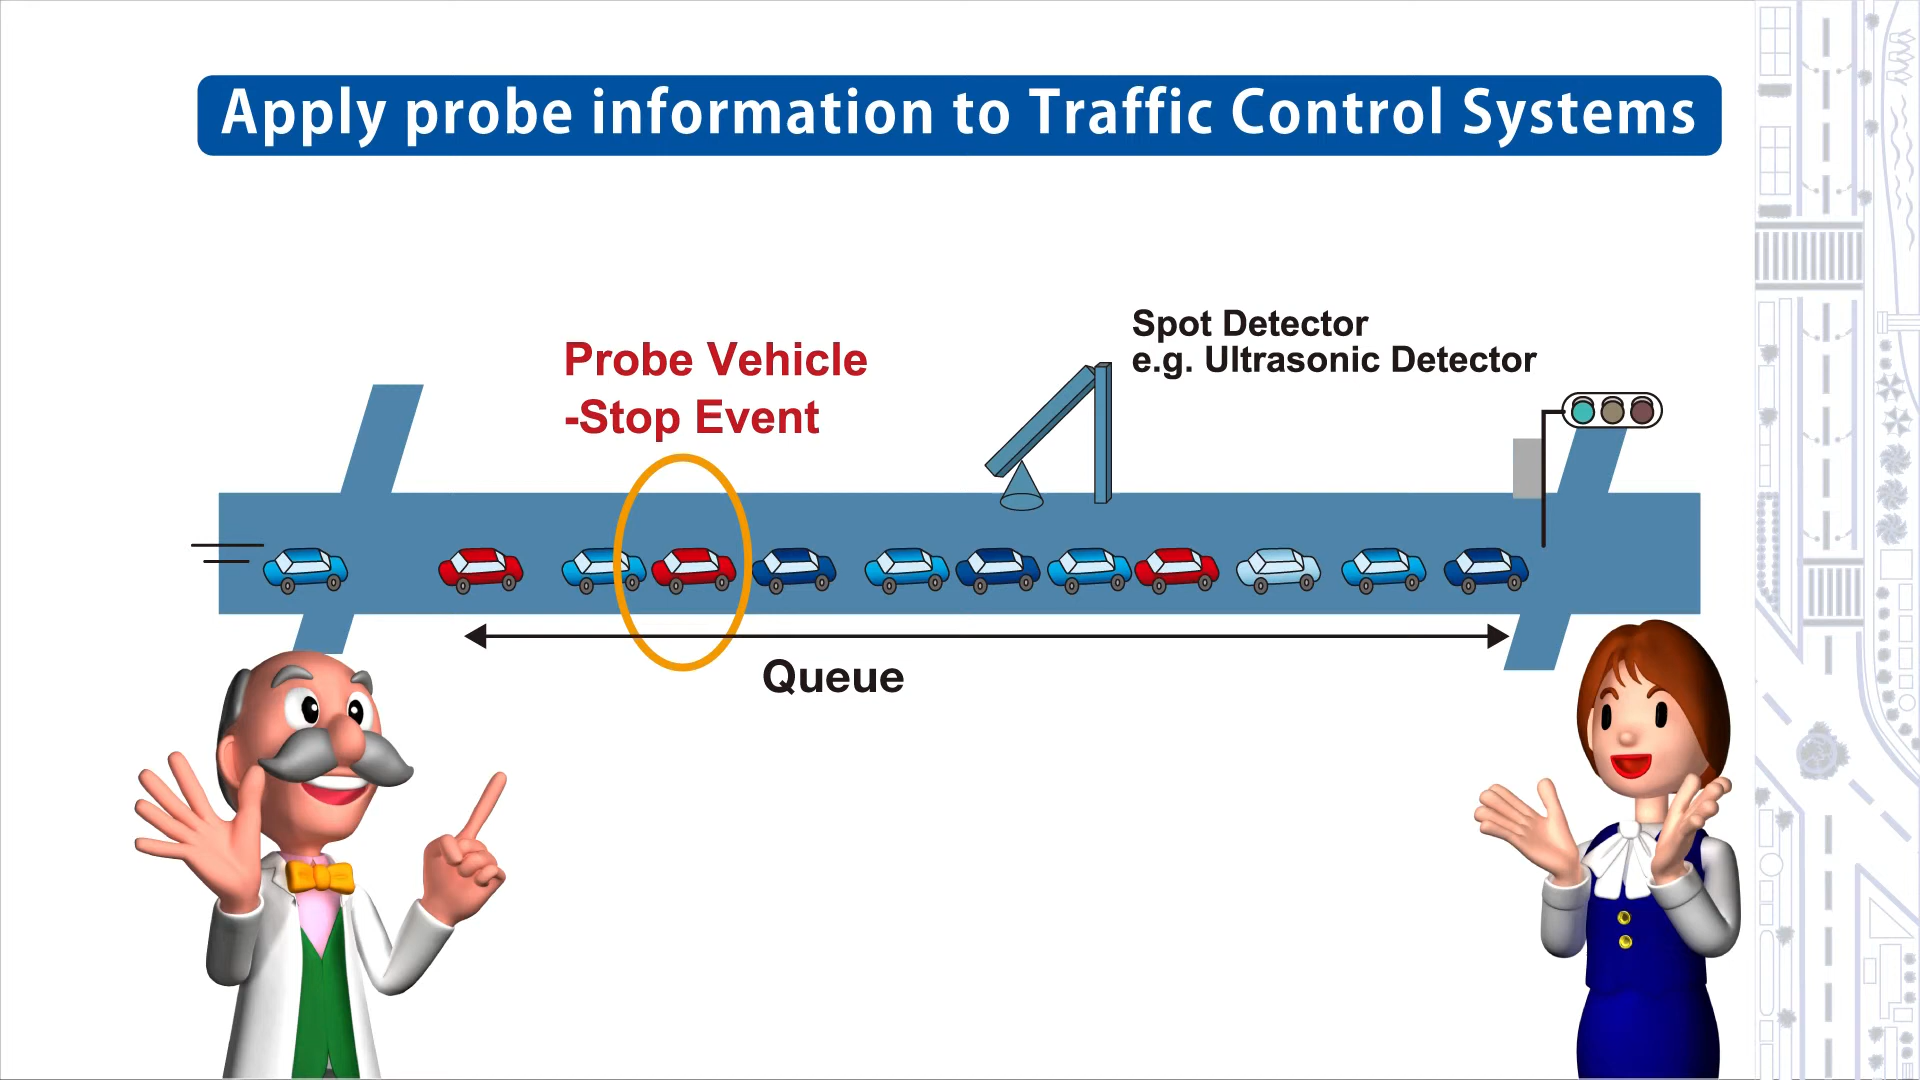 Apply probe information to Traffic Control Systems
Spot Detector
e.g. Ultrasonic Detector
Probe Vehicle
-Stop Event
Queue